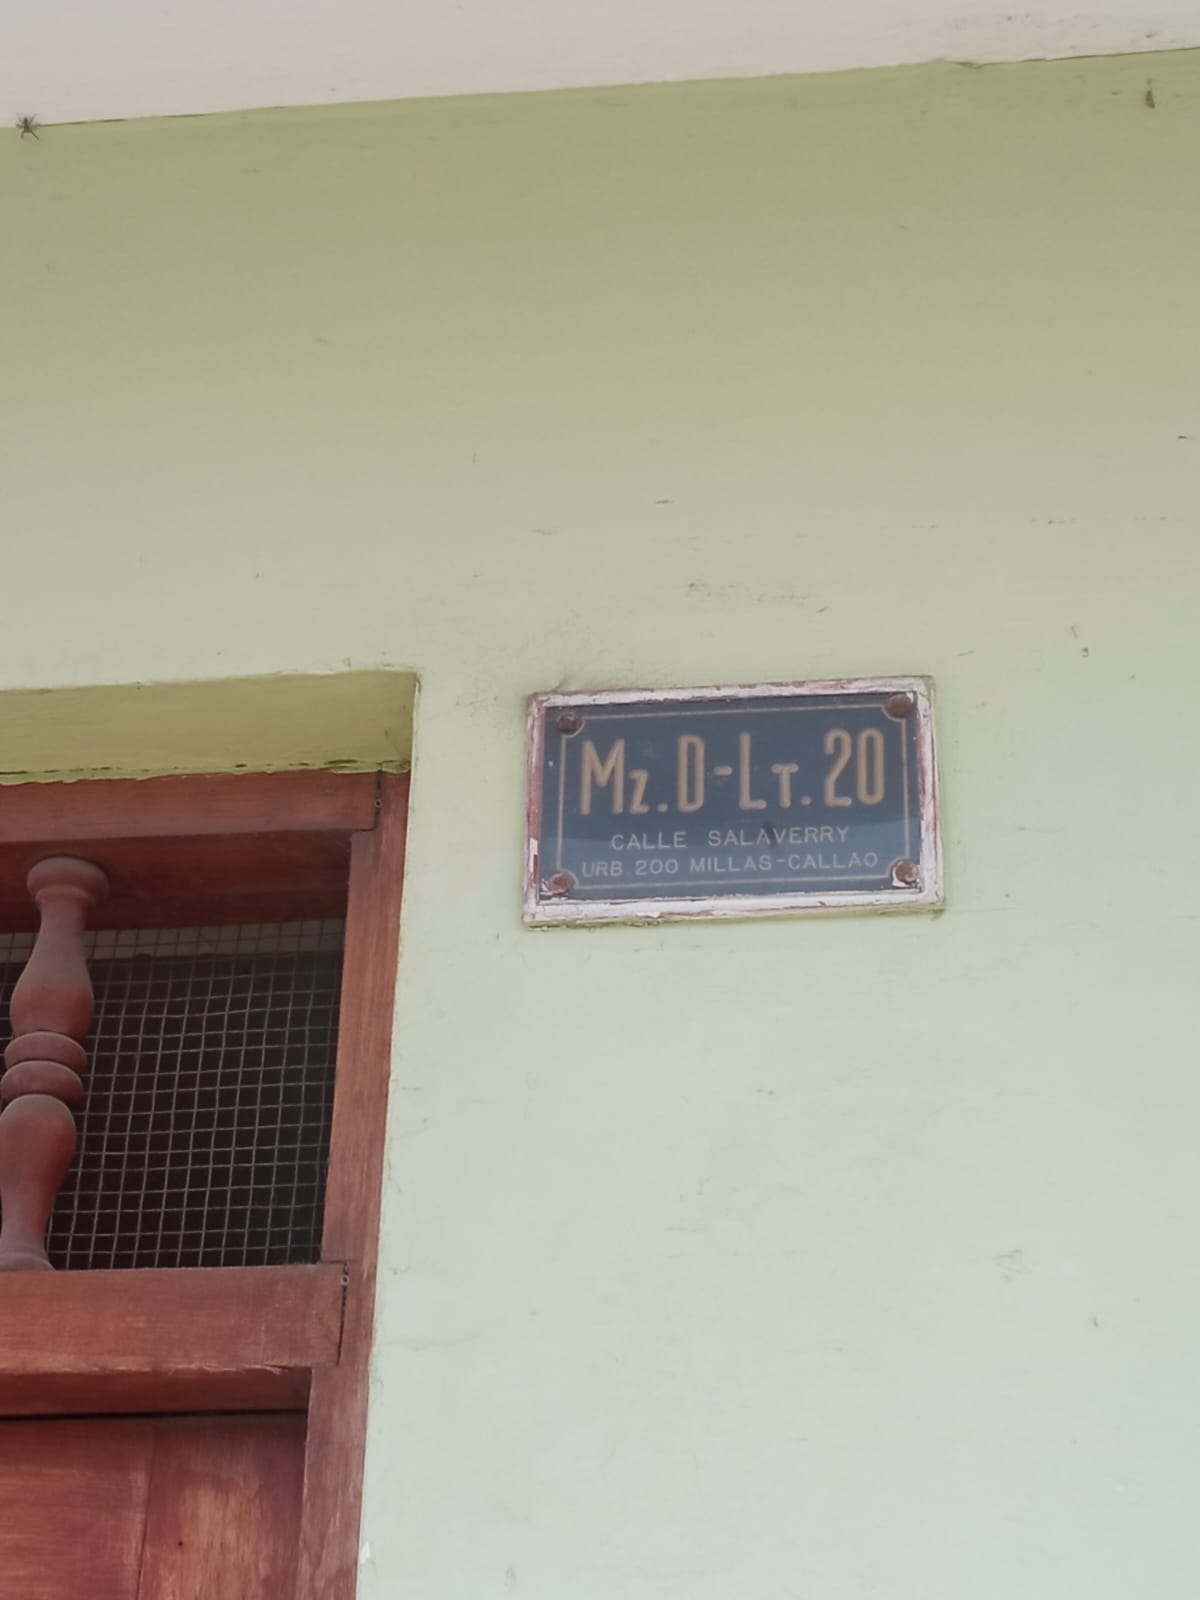 Mz. D-LT. 20
CALLE SALAVERRY
URB 200 MILLAS-CALLAO